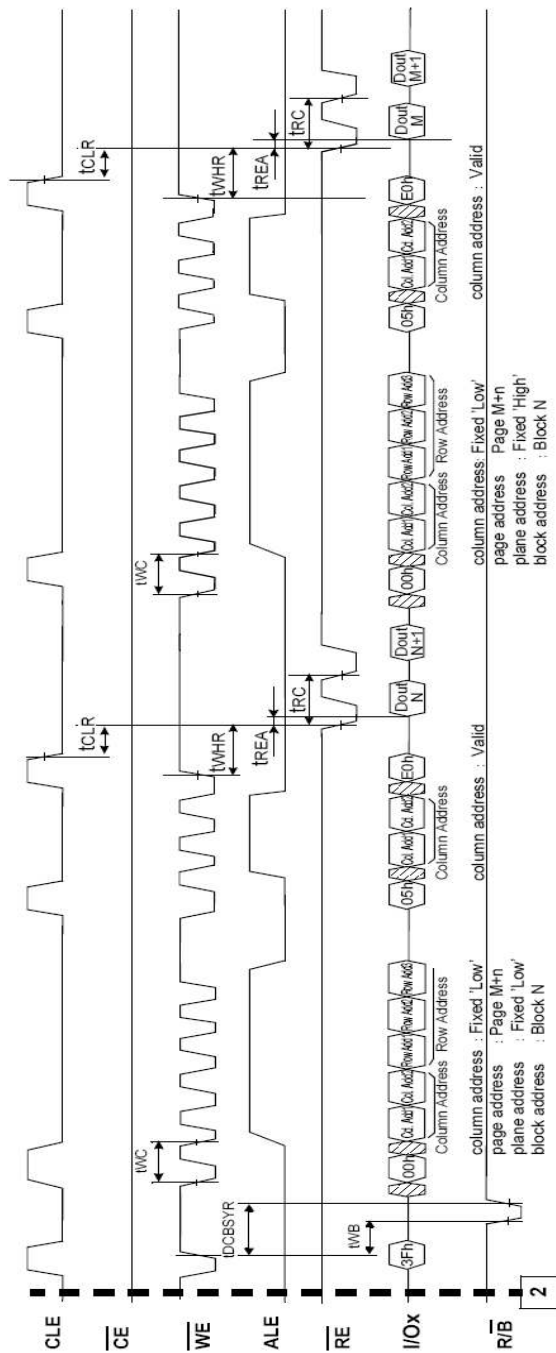 CLE
tCLR
tCLR
CE
WE
tWC
tWC
tWHR
tWHR
tDCBSYR
ALE
tREA
tREA
RE
tRC
tRC
I/Ox
3Fh
00h
Col. Add1
Col. Add2
Row Add1
Row Add2
Row Add3
05h
Col. Add1
Col. Add2
E0h
Dout N
Dout N+1
00h
Col. Add1
Col. Add2
Row Add1
Row Add2
Row Add3
05h
Col. Add1
Col. Add2
E0h
Dout M
Dout M+1
tWB
Column Address Row Address
Column Address
Column Address Row Address
Column Address
column address : Fixed 'Low'
page address : Page M+n
plane address : Fixed 'Low'
block address : Block N
column address : Valid
column address: Fixed 'Low'
page address : Page M+n
plane address : Fixed 'High'
block address : Block N
column address : Valid
R/B
2